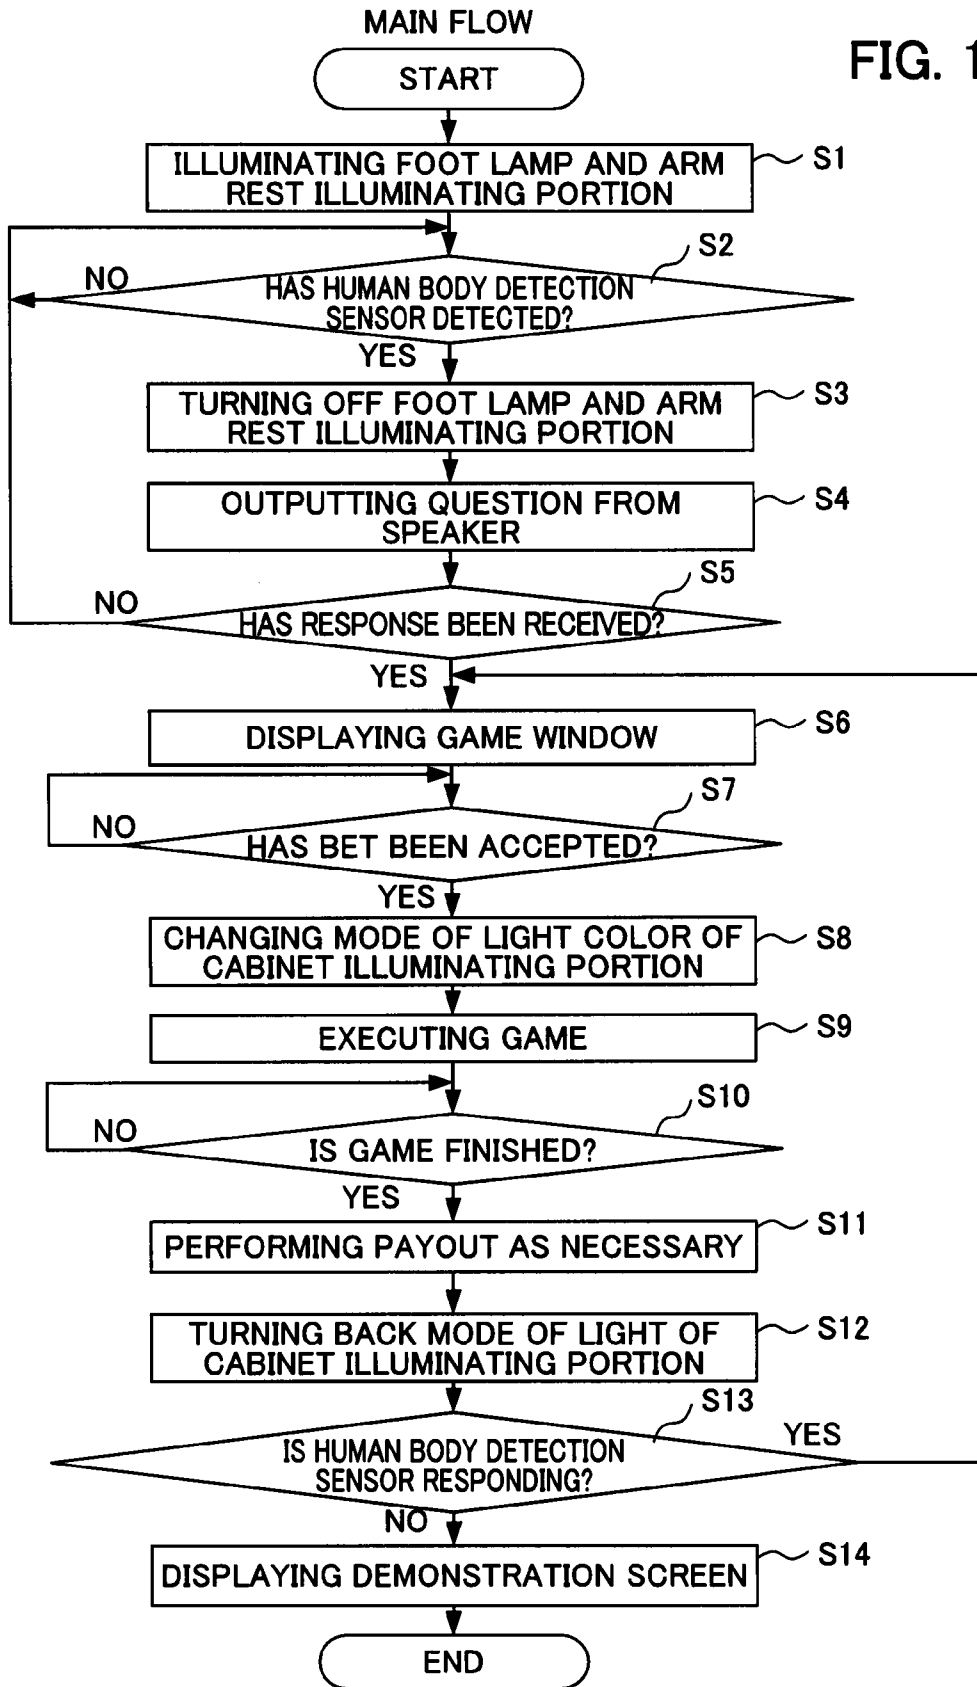 MAIN FLOW
FIG. 1
START
ILLUMINATING FOOT LAMP AND ARM
REST ILLUMINATING PORTION
S1
S2
NO
HAS HUMAN BODY DETECTION
SENSOR DETECTED?
YES
TURNING OFF FOOT LAMP AND ARM
REST ILLUMINATING PORTION
S3
OUTPUTTING QUESTION FROM
SPEAKER
S4
S5
NO
HAS RESPONSE BEEN RECEIVED?
YES
DISPLAYING GAME WINDOW
S6
S7
NO
HAS BET BEEN ACCEPTED?
YES
CHANGING MODE OF LIGHT COLOR OF
CABINET ILLUMINATING PORTION
S8
EXECUTING GAME
S9
S10
NO
IS GAME FINISHED?
YES
PERFORMING PAYOUT AS NECESSARY
S11
TURNING BACK MODE OF LIGHT OF
CABINET ILLUMINATING PORTION
S12
S13
YES
IS HUMAN BODY DETECTION
SENSOR RESPONDING?
NO
DISPLAYING DEMONSTRATION SCREEN
S14
END